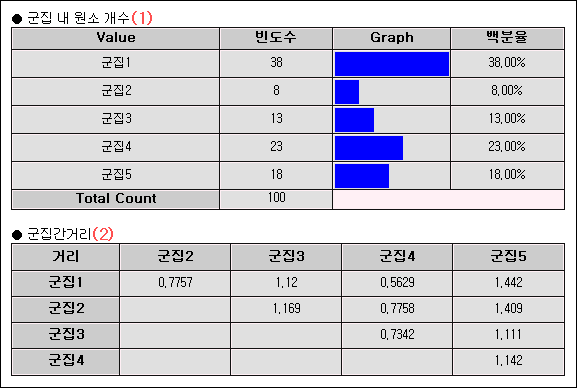 ● 군집 내 원소 개수(1)
Value 빈도수 Graph 백분율
군집1 38 38,00%
군집2 8 8,00%
군집3 13 13,00%
군집4 23 23,00%
군집5 18 18,00%
Total Count 100
● 군집간거리(2)
거리 군집2 군집3 군집4 군집5
군집1 0,7757 1,12 0,5629 1,442
군집2 1,169 0,7758 1,409
군집3 0,7342 1,111
군집4 1,142